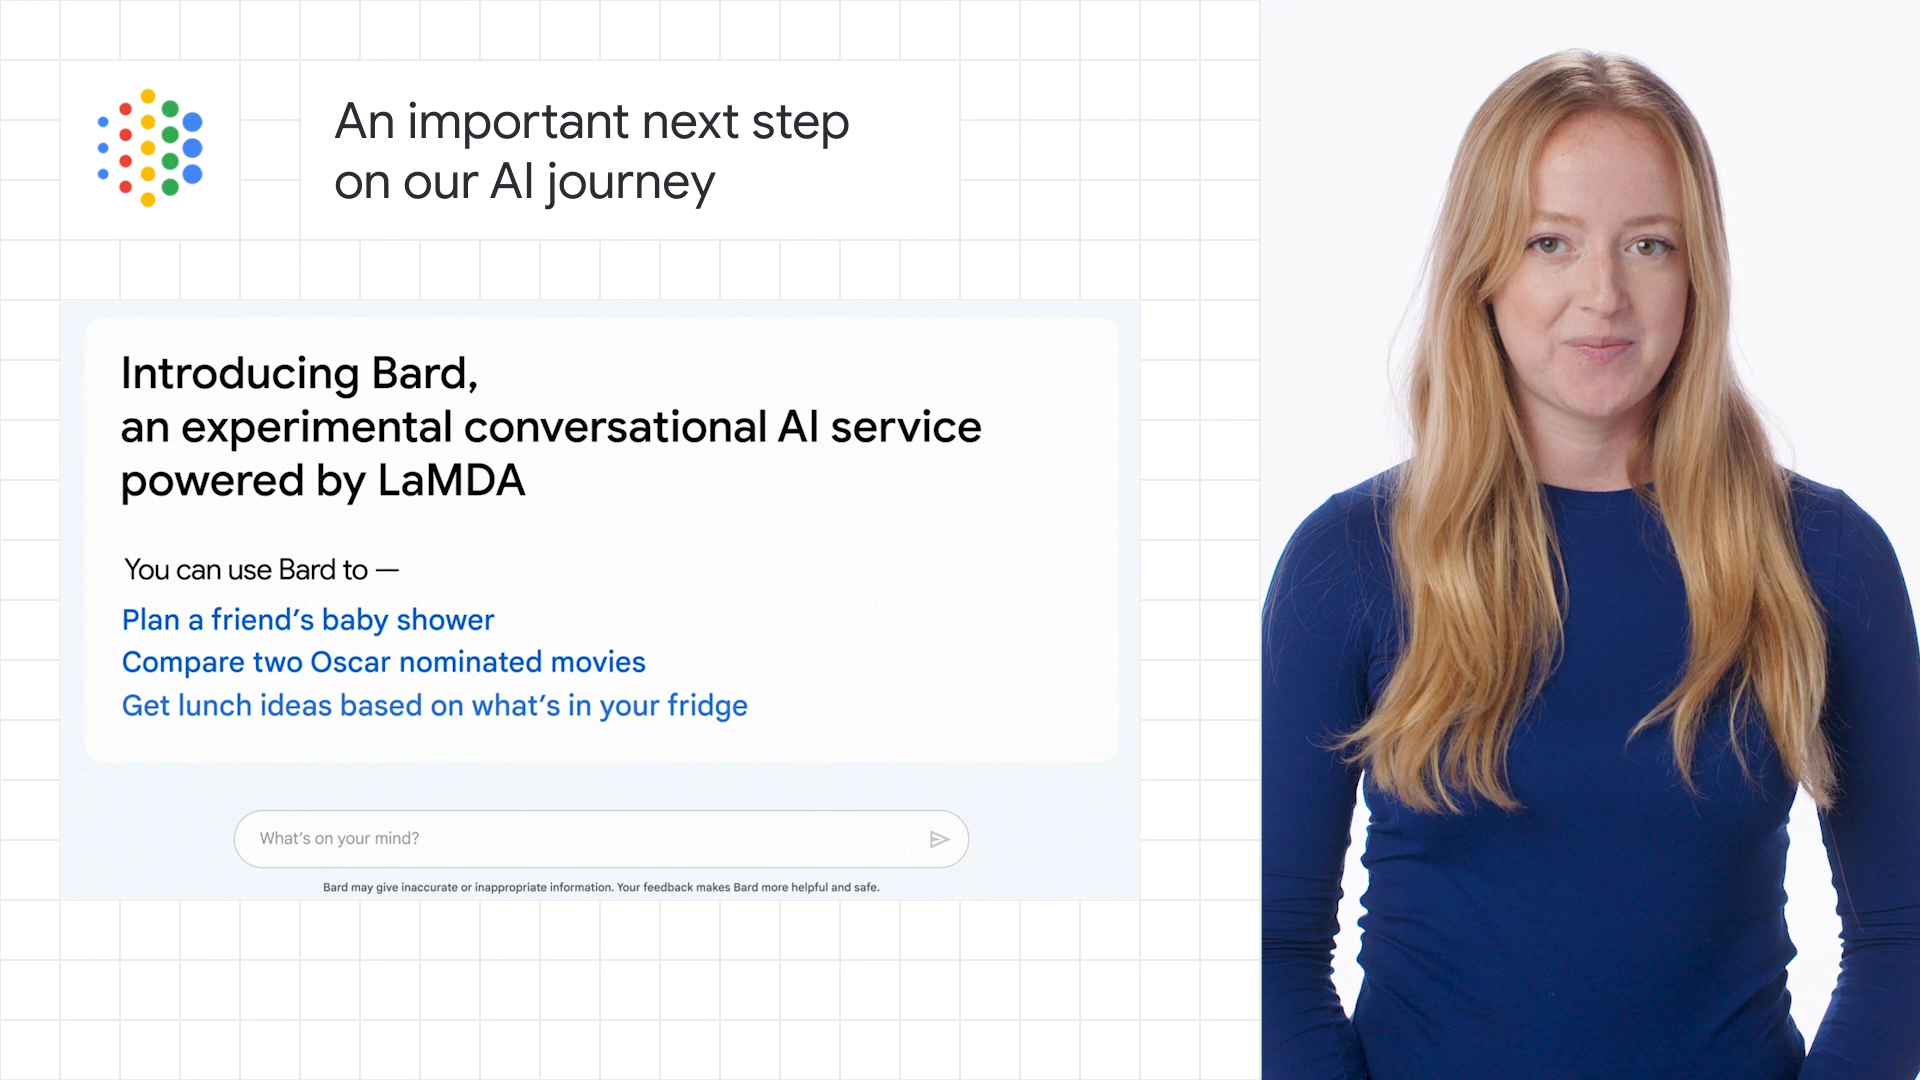 An important next step
on our AI journey
Introducing Bard,
an experimental conversational AI service
powered by LaMDA
You can use Bard to —
Plan a friend’s baby shower
Compare two Oscar nominated movies
Get lunch ideas based on what’s in your fridge
What’s on your mind?
Bard may give inaccurate or inappropriate information. Your feedback makes Bard more helpful and safe.